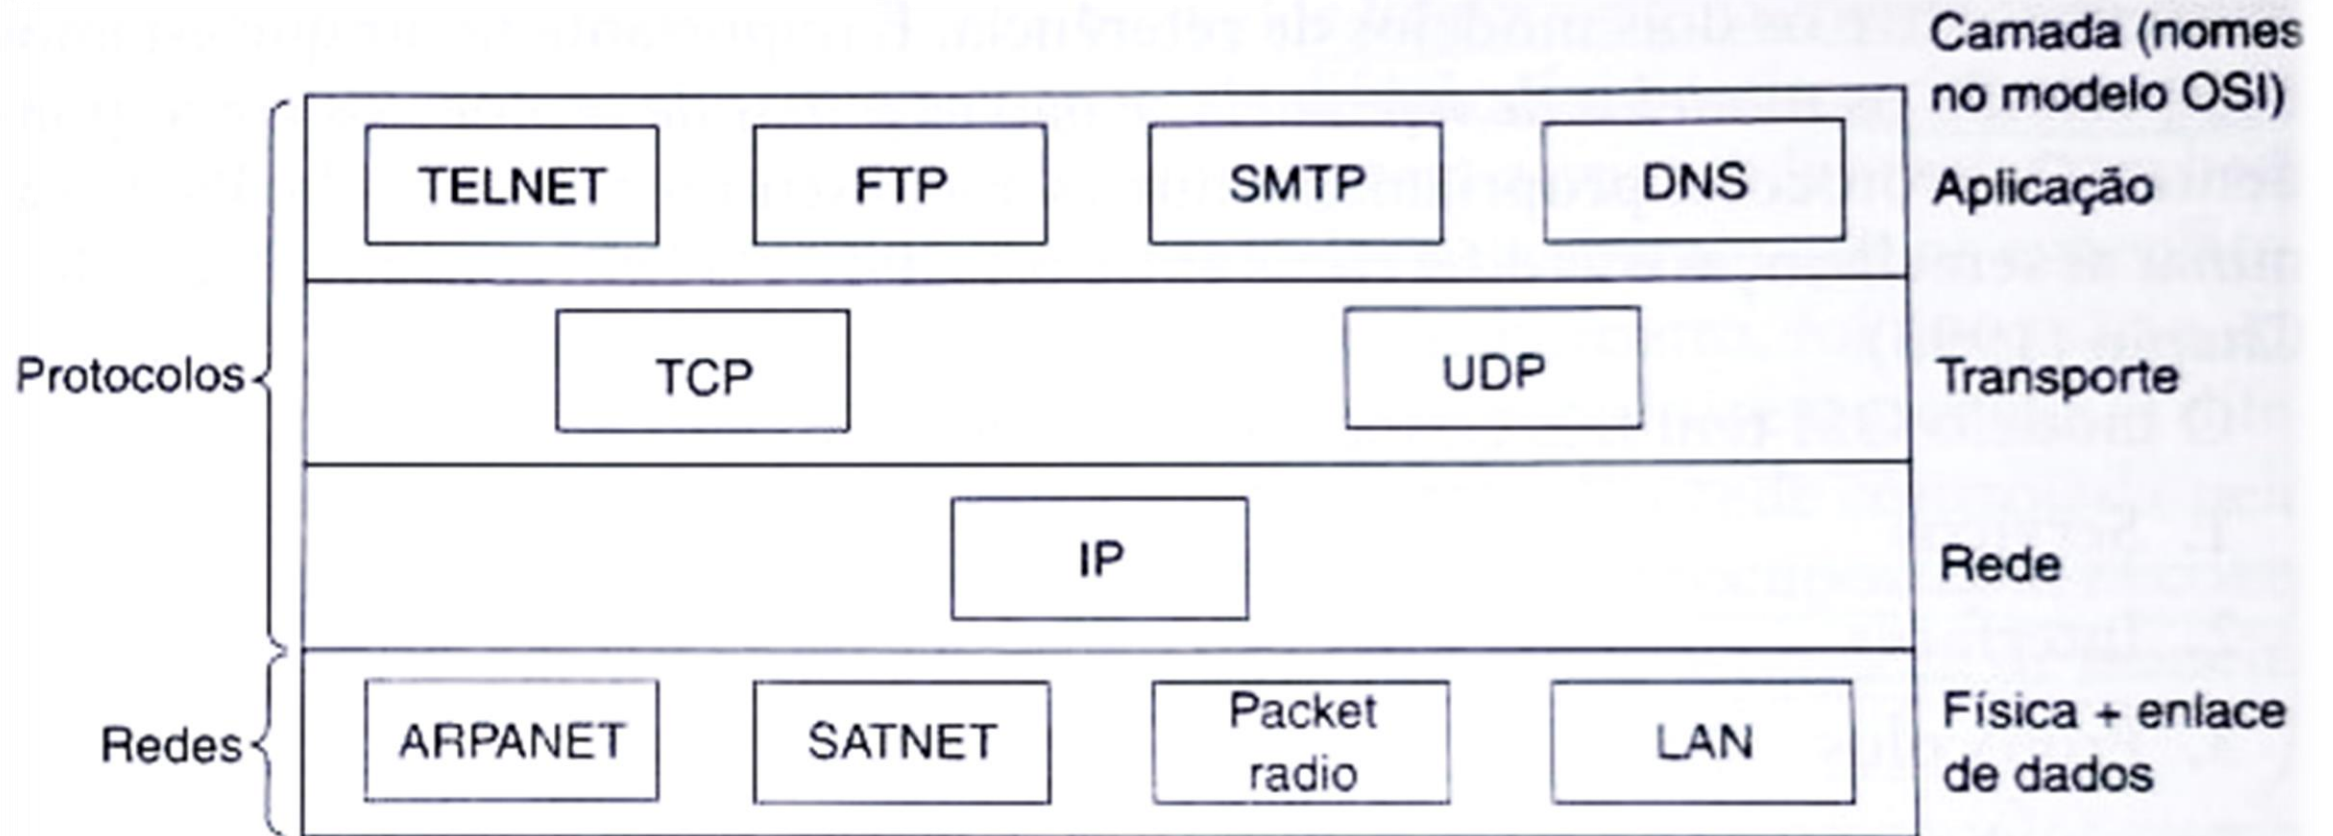 Camada (nomes
no modelo OSI)
TELNET FTP SMTP DNS Aplicação
Protocolos TCP UDP Transporte
IP Rede
Redes ARPANET SATNET Packet radio LAN Física + enlace
de dados